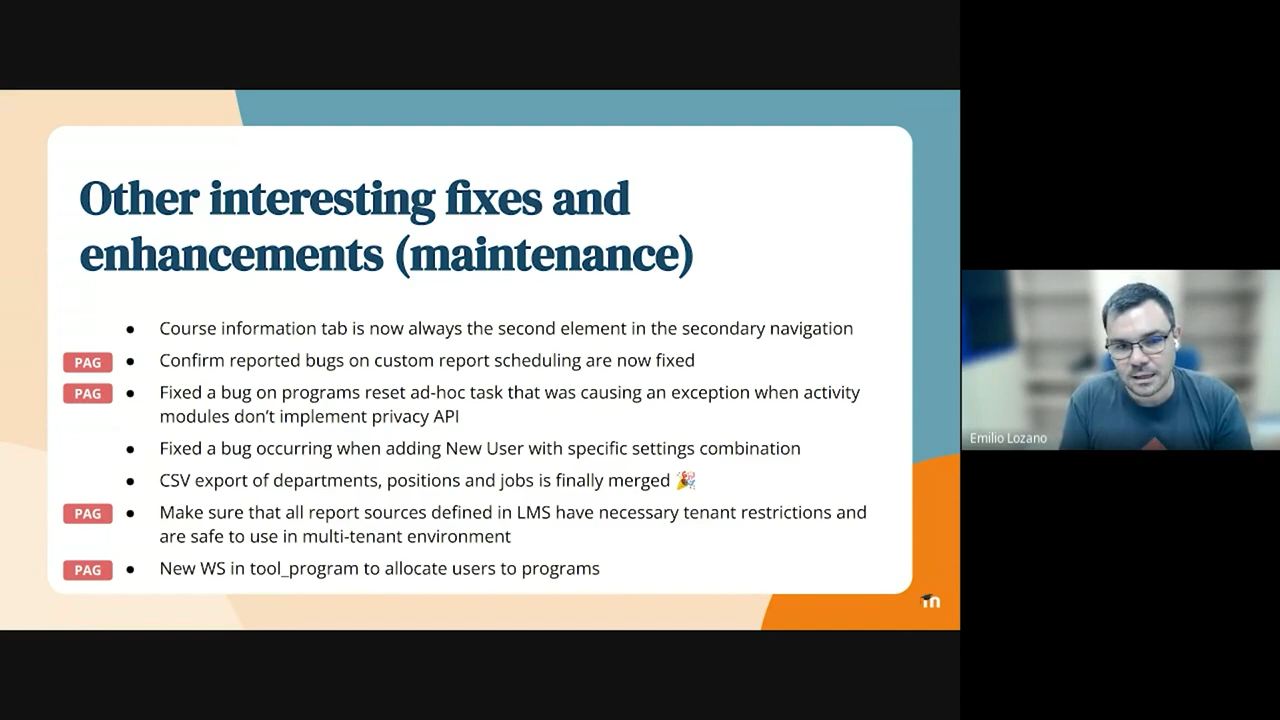 Other interesting fixes and
enhancements (maintenance)
● Course information tab is now always the second element in the secondary navigation
PAG ● Confirm reported bugs on custom report scheduling are now fixed
PAG ● Fixed a bug on programs reset ad-hoc task that was causing an exception when activity
modules don’t implement privacy API
● Fixed a bug occurring when adding New User with specific settings combination
● CSV export of departments, positions and jobs is finally merged 🎉
PAG ● Make sure that all report sources defined in LMS have necessary tenant restrictions and
are safe to use in multi-tenant environment
PAG ● New WS in tool_program to allocate users to programs
m
Emilio Lozano